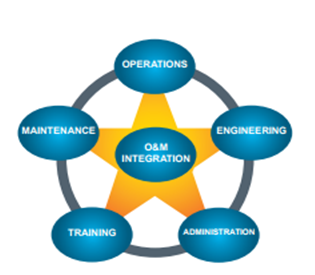 OPERATIONS
MAINTENANCE
ENGINEERING
O&M
INTEGRATION
TRAINING
ADMINISTRATION